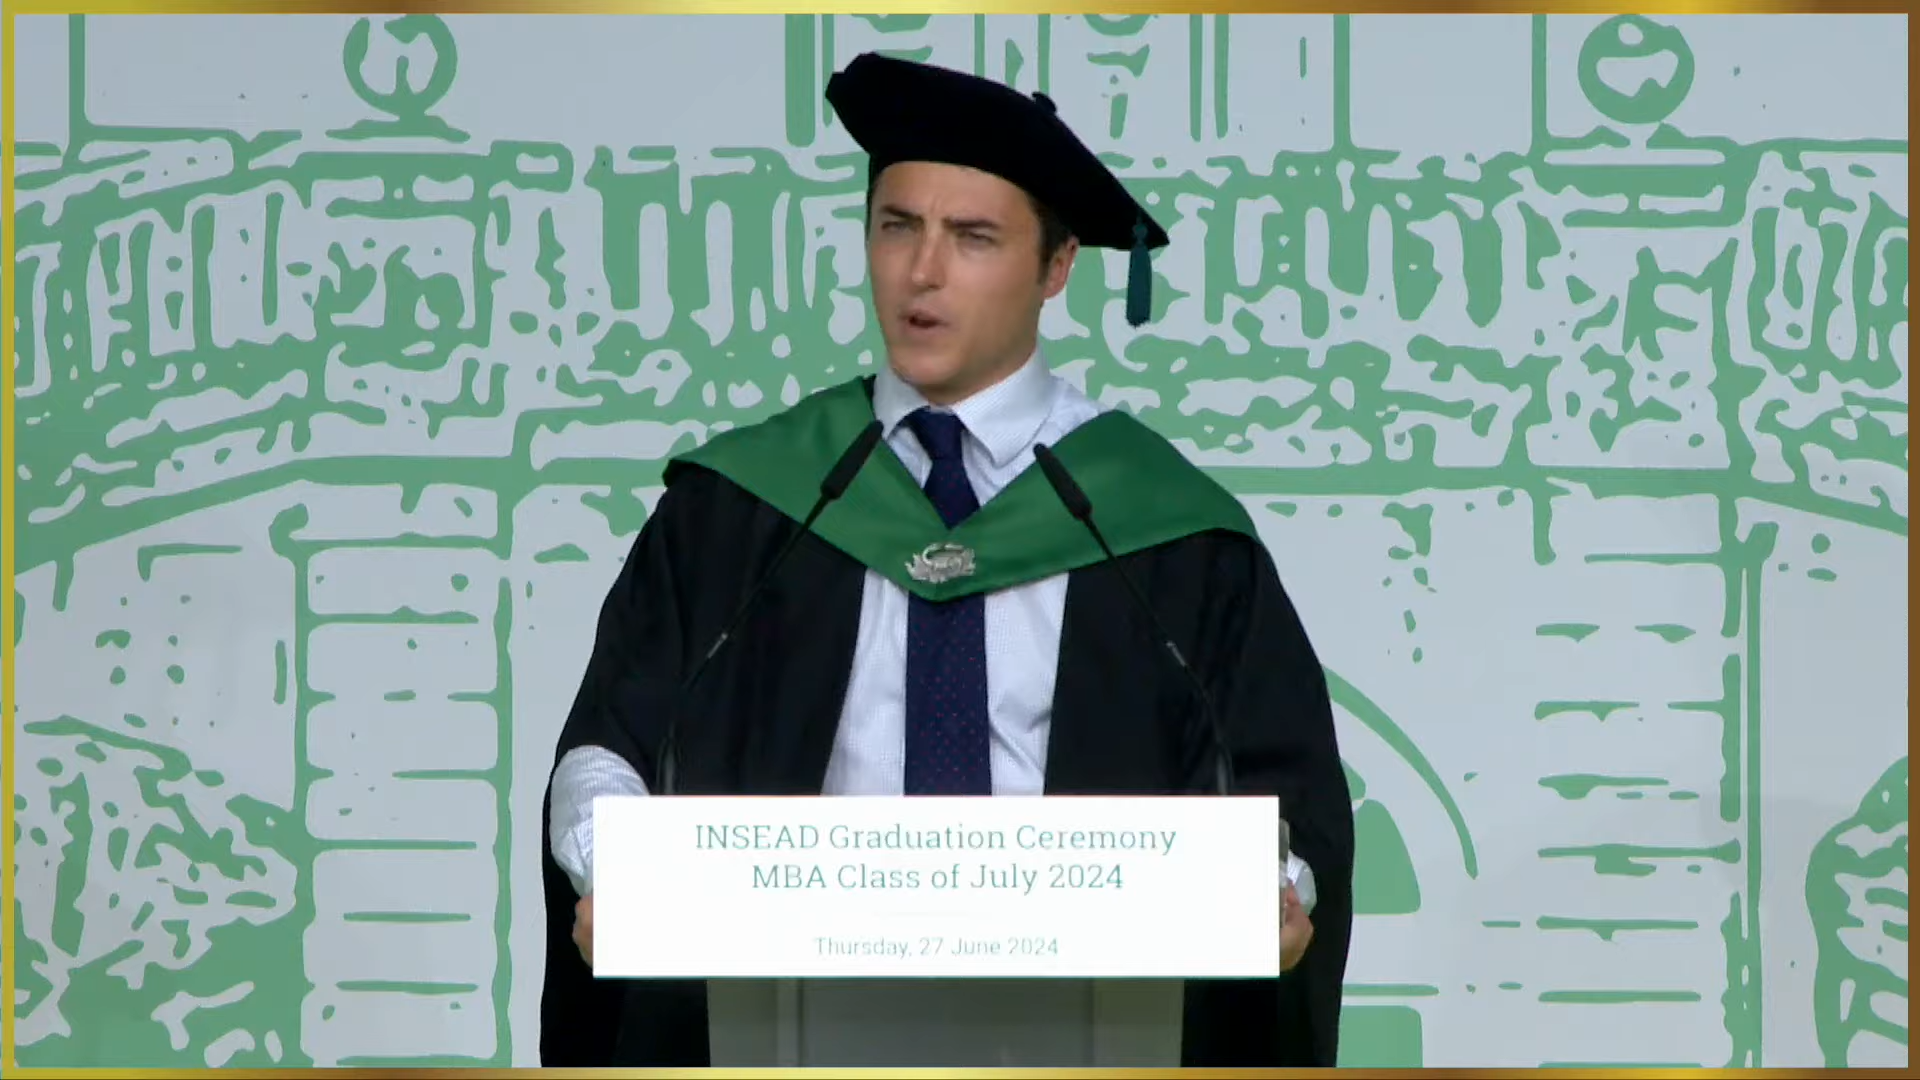 INSEAD Graduation Ceremony
MBA Class of July 2024
Thursday, 27 June 2024